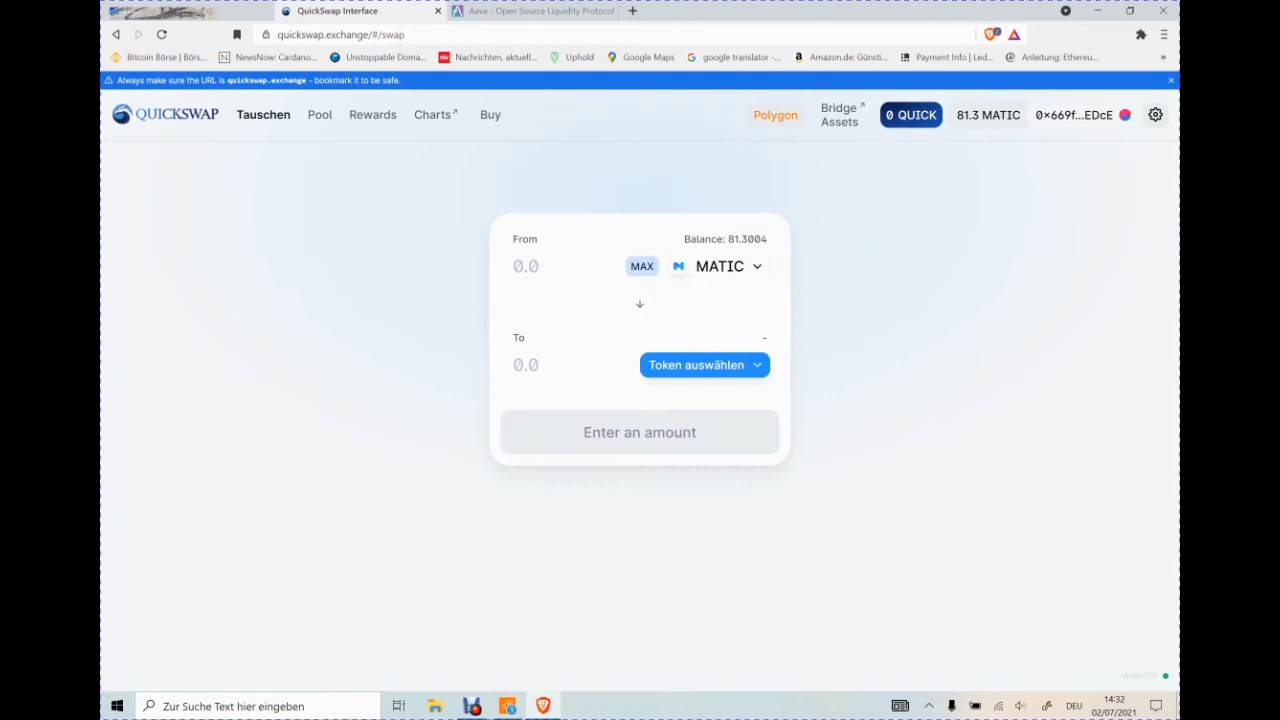 QuickSwap Interface
Aave - Open Source Liquidity Protocol
quickswap.exchange/#/swap
Bitcoin Börse | Börs...
NewsNow: Cardano...
Unstoppable Doma...
Nachrichten, aktuell...
Uphold
Google Maps
google translator -...
Amazon.de: Günsti...
Payment Info | Led...
Anleitung: Ethereu...
»
Always make sure the URL is quickswap.exchange - bookmark it to be safe.
QUICKSWAP
Tauschen
Pool
Rewards
Charts↗
Buy
Polygon
Bridge↗
Assets
0 QUICK
81.3 MATIC
0×669f...EDcE
From
Balance: 81.3004
0.0
MAX
MATIC
To
-
0.0
Token auswählen
Enter an amount
Zur Suche Text hier eingeben
DEU
14:32
02/07/2021